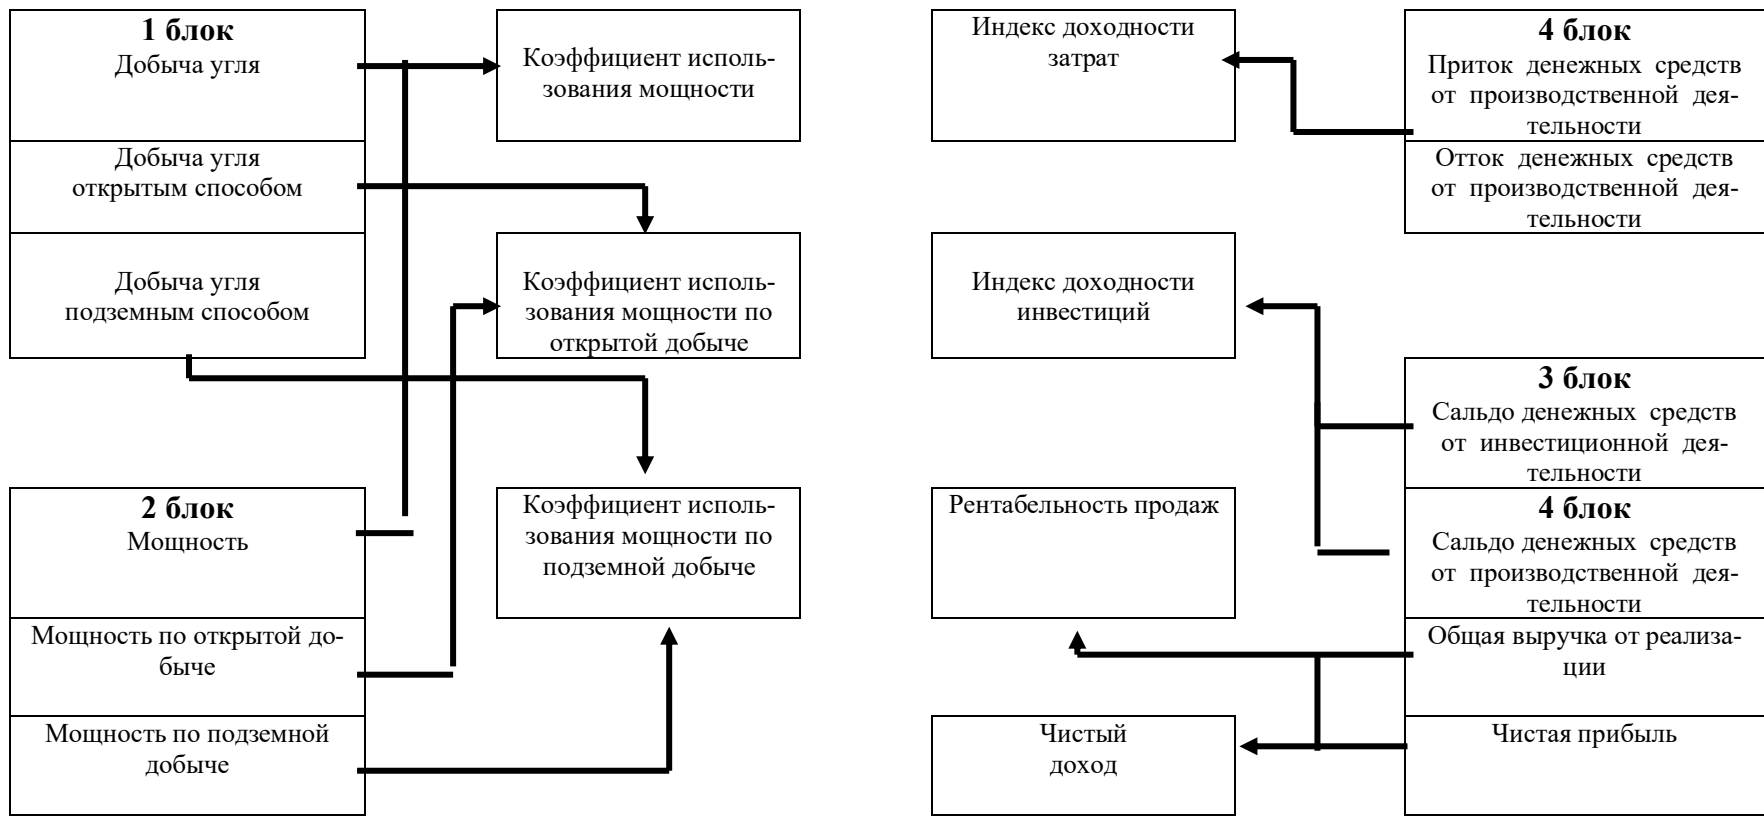 1 блок
Добыча угля
Добыча угля
открытым способом
Добыча угля
подземным способом
2 блок
Мощность
Мощность по открытой до-
быче
Мощность по подземной
добыче
Коэффициент исполь-
зования мощности
Коэффициент исполь-
зования мощности по
открытой добыче
Коэффициент исполь-
зования мощности по
подземной добыче
Индекс доходности
затрат
Индекс доходности
инвестиций
Рентабельность продаж
Чистый
доход
4 блок
Приток денежных средств
от производственной дея-
тельности
Отток денежных средств
от производственной дея-
тельности
3 блок
Сальдо денежных средств
от инвестиционной дея-
тельности
4 блок
Сальдо денежных средств
от производственной дея-
тельности
Общая выручка от реализа-
ции
Чистая прибыль